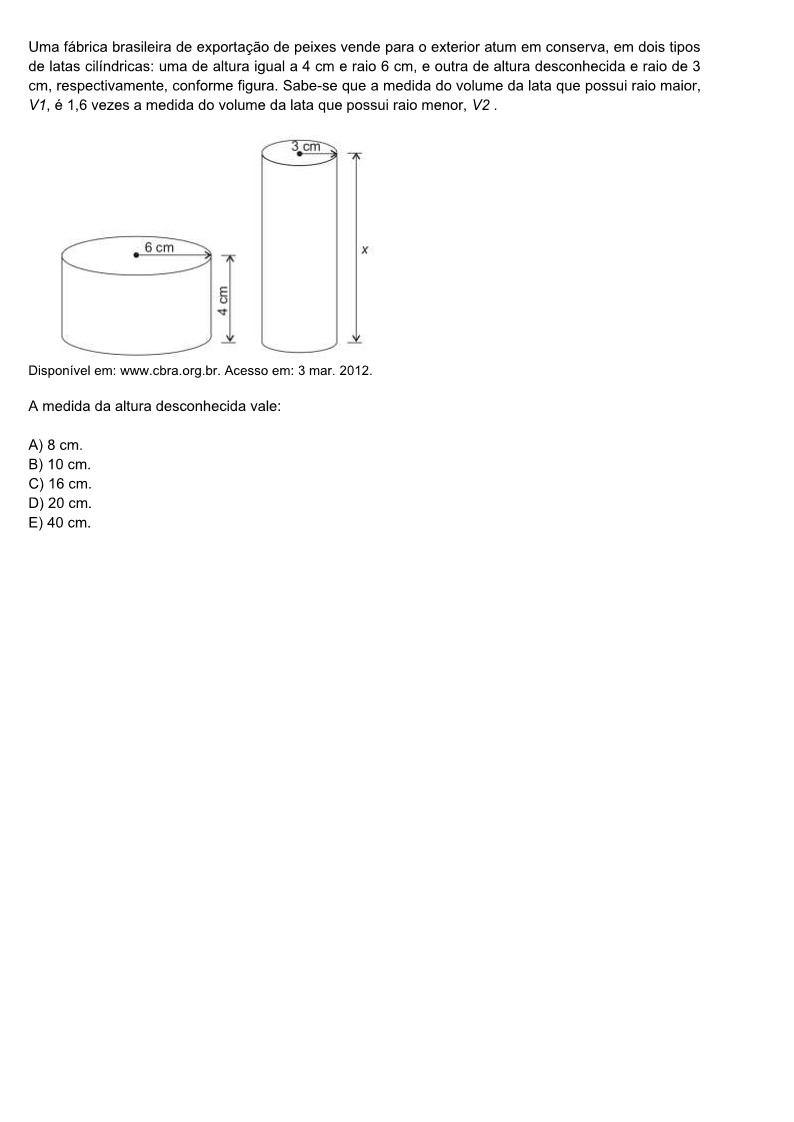 Uma fábrica brasileira de exportação de peixes vende para o exterior atum em conserva, em dois tipos
de latas cilíndricas: uma de altura igual a 4 cm e raio 6 cm, e outra de altura desconhecida e raio de 3
cm, respectivamente, conforme figura. Sabe-se que a medida do volume da lata que possui raio maior,
V1, é 1,6 vezes a medida do volume da lata que possui raio menor, V2 .
3 cm
6 cm
x
4 cm
Disponível em: www.cbra.org.br. Acesso em: 3 mar. 2012.
A medida da altura desconhecida vale:
A) 8 cm.
B) 10 cm.
C) 16 cm.
D) 20 cm.
E) 40 cm.